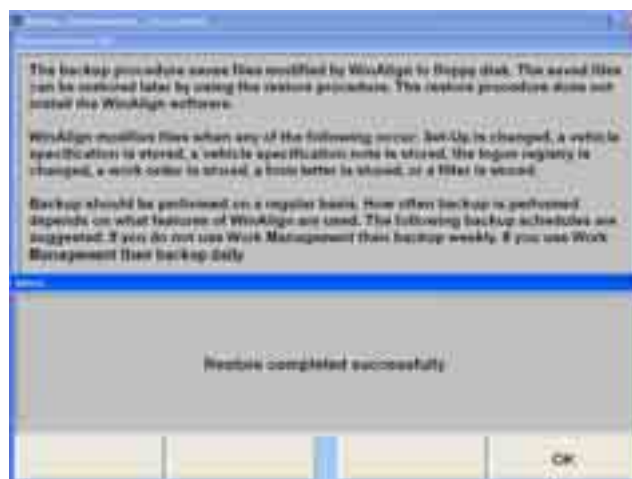 The backup procedure saves files modified by WinAlign to floppy disk. The saved files
can be restored later by using the restore procedure. The restore procedure does not
install the WinAlign software.
WinAlign modifies files when any of the following occur: Set-Up is changed, a vehicle
specification is stored, a vehicle specification note is stored, the logon registry is
changed, a work order is stored, a form letter is stored, or a filter is stored.
Backup should be performed on a regular basis. How often backup is performed
depends on what features of WinAlign are used. The following backup schedules are
suggested. If you do not use Work Management then backup weekly. If you use Work
Management then backup daily.
Restore completed successfully
OK